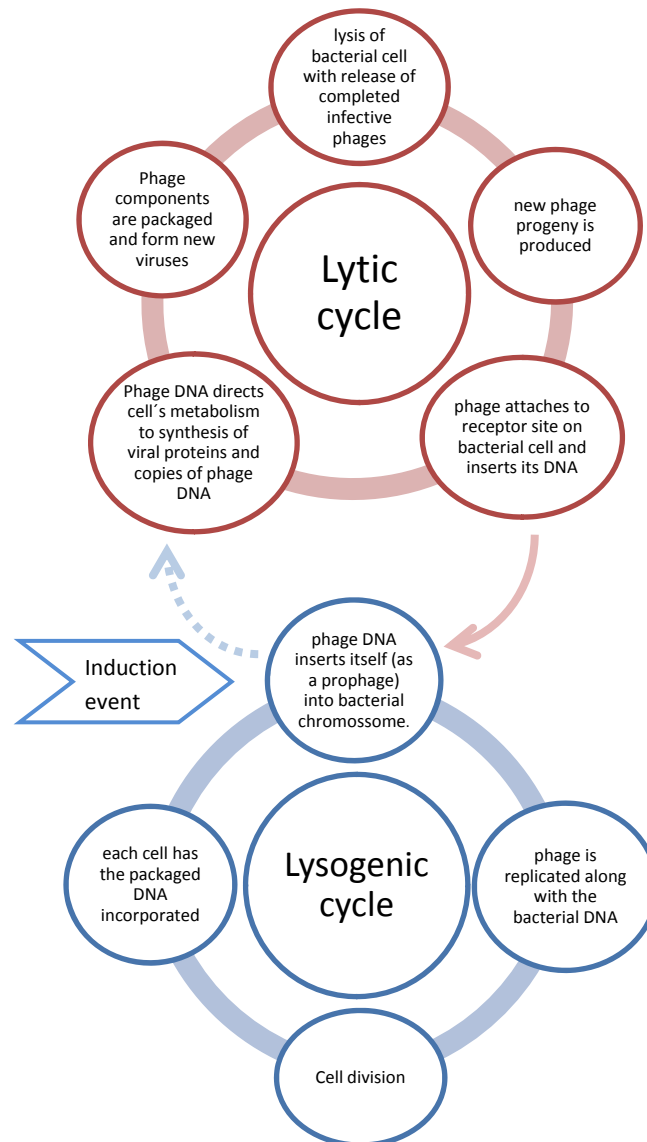 lysis of
bacterial cell
with release of
completed
infective
phages
Phage
components
are packaged
and form new
viruses
new phage
progeny is
produced
Lytic
cycle
Phage DNA directs
cell´s metabolism
to synthesis of
viral proteins and
copies of phage
DNA
phage attaches to
receptor site on
bacterial cell and
inserts its DNA
Induction
event
phage DNA
inserts itself (as
a prophage)
into bacterial
chromossome.
each cell has
the packaged
DNA
incorporated
Lysogenic
cycle
phage is
replicated along
with the
bacterial DNA
Cell division